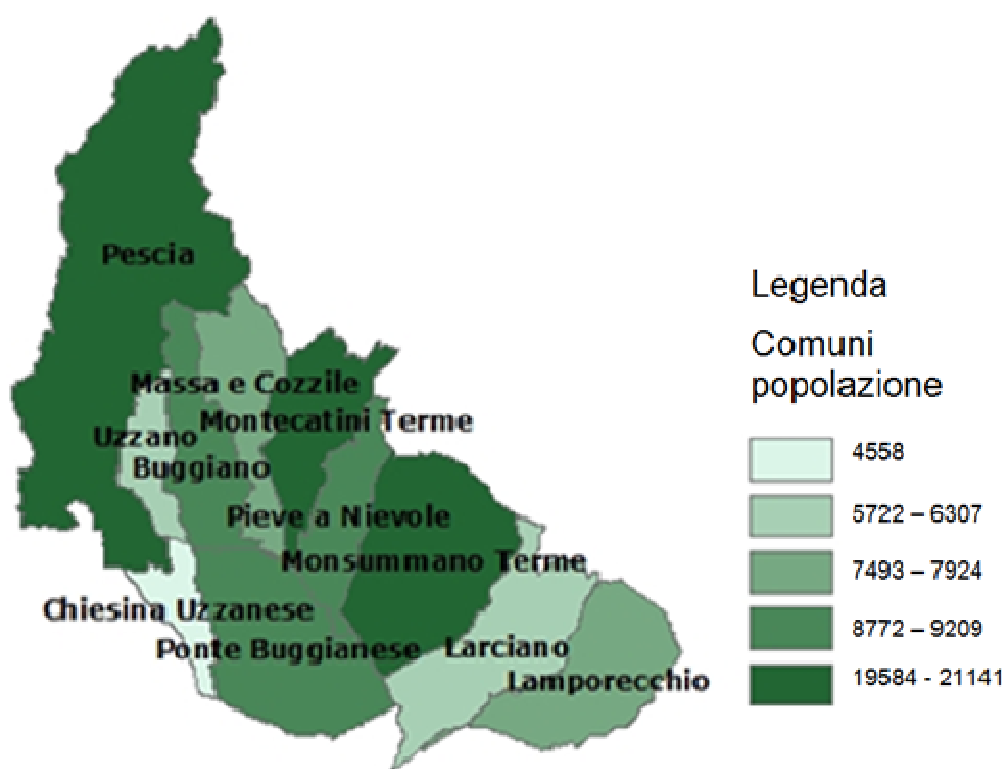 Pescia
Massa e Cozzile
Montecatini Terme
Uzzano
Buggiano
Pieve a Nievole
Monsummano Terme
Chiesina Uzzanese
Ponte Buggianese
Larciano
Lamporecchio
Legenda
Comuni
popolazione
4558
5722 – 6307
7493 – 7924
8772 – 9209
19584 - 21141